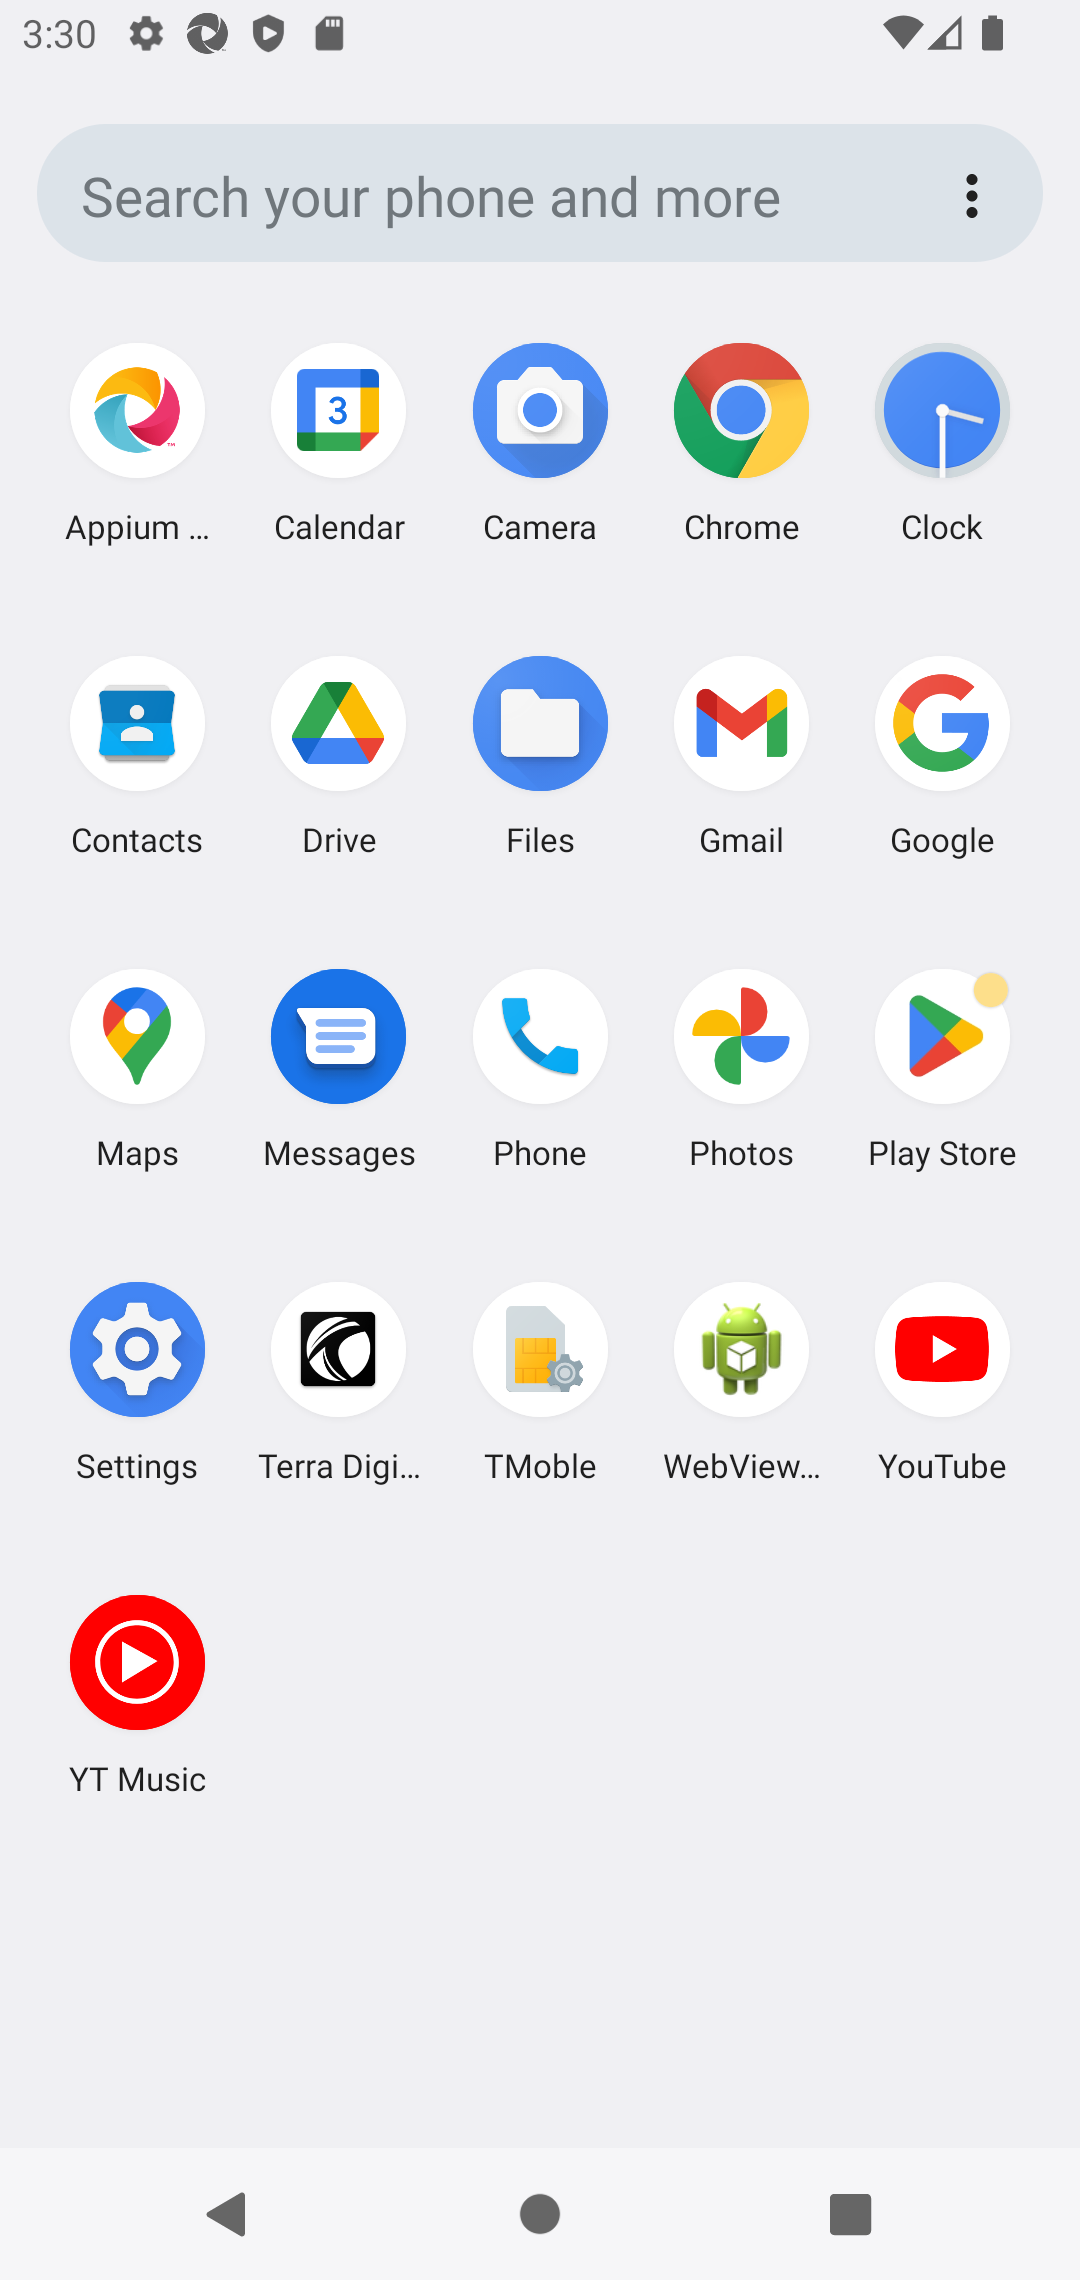 3:30
Search your phone and more
3
Appium ...
Calendar
Camera
Chrome
Clock
Contacts
Drive
Files
Gmail
Google
Maps
Messages
Phone
Photos
Play Store
Settings
Terra Digi...
TMoble
WebView...
YouTube
YT Music